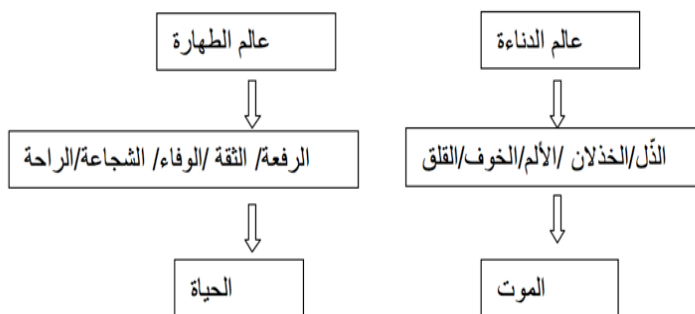 عالم الدناءة
عالم الطهارة
الذّل/الخذلان /الألم/الخوف/القلق
الرفعة/ الثقة /الوفاء/ الشجاعة/الراحة
الموت
الحياة